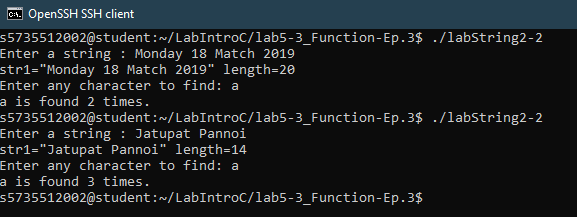 OpenSSH SSH client
s5735512002@student:~/LabIntroC/lab5-3_Function-Ep.3$ ./labString2-2
Enter a string : Monday 18 Match 2019
str1="Monday 18 Match 2019" length=20
Enter any character to find: a
a is found 2 times.
s5735512002@student:~/LabIntroC/lab5-3_Function-Ep.3$ ./labString2-2
Enter a string : Jatupat Pannoi
str1="Jatupat Pannoi" length=14
Enter any character to find: a
a is found 3 times.
s5735512002@student:~/LabIntroC/lab5-3_Function-Ep.3$